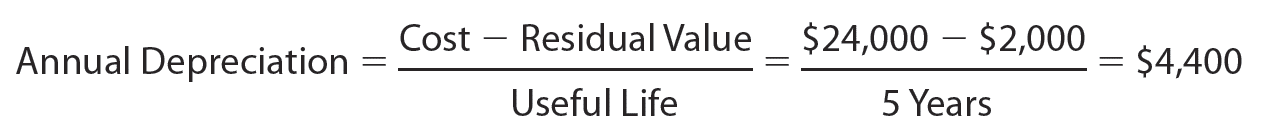 Annual Depreciation = Cost – Residual Value / Useful Life = $24,000 – $2,000 / 5 Years = $4,400